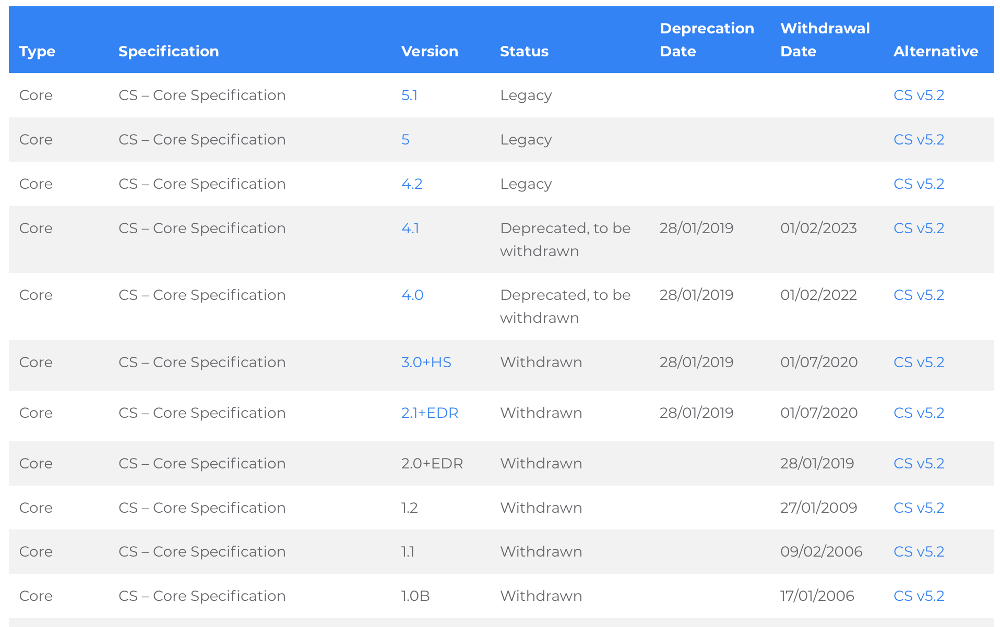 Type Specification Version Status Deprecation Date Withdrawal Date Alternative
Core CS – Core Specification 5.1 Legacy CS v5.2
Core CS – Core Specification 5 Legacy CS v5.2
Core CS – Core Specification 4.2 Legacy CS v5.2
Core CS – Core Specification 4.1 Deprecated, to be withdrawn 28/01/2019 01/02/2023 CS v5.2
Core CS – Core Specification 4.0 Deprecated, to be withdrawn 28/01/2019 01/02/2022 CS v5.2
Core CS – Core Specification 3.0+HS Withdrawn 28/01/2019 01/07/2020 CS v5.2
Core CS – Core Specification 2.1+EDR Withdrawn 28/01/2019 01/07/2020 CS v5.2
Core CS – Core Specification 2.0+EDR Withdrawn 28/01/2019 CS v5.2
Core CS – Core Specification 1.2 Withdrawn 27/01/2009 CS v5.2
Core CS – Core Specification 1.1 Withdrawn 09/02/2006 CS v5.2
Core CS – Core Specification 1.0B Withdrawn 17/01/2006 CS v5.2